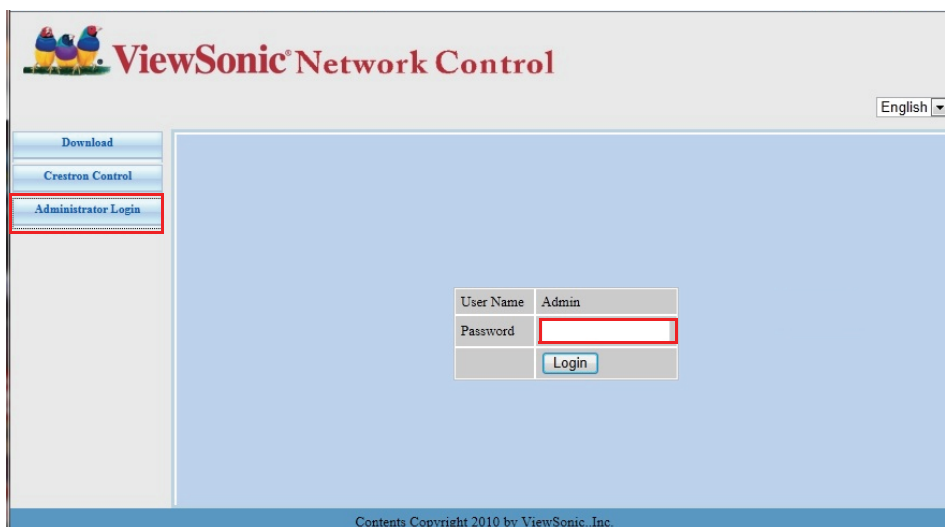 ViewSonic® Network Control
English
Download
Crestron Control
Administrator Login
User Name Admin
Password
Login
Contents Copyright 2010 by ViewSonic..Inc.